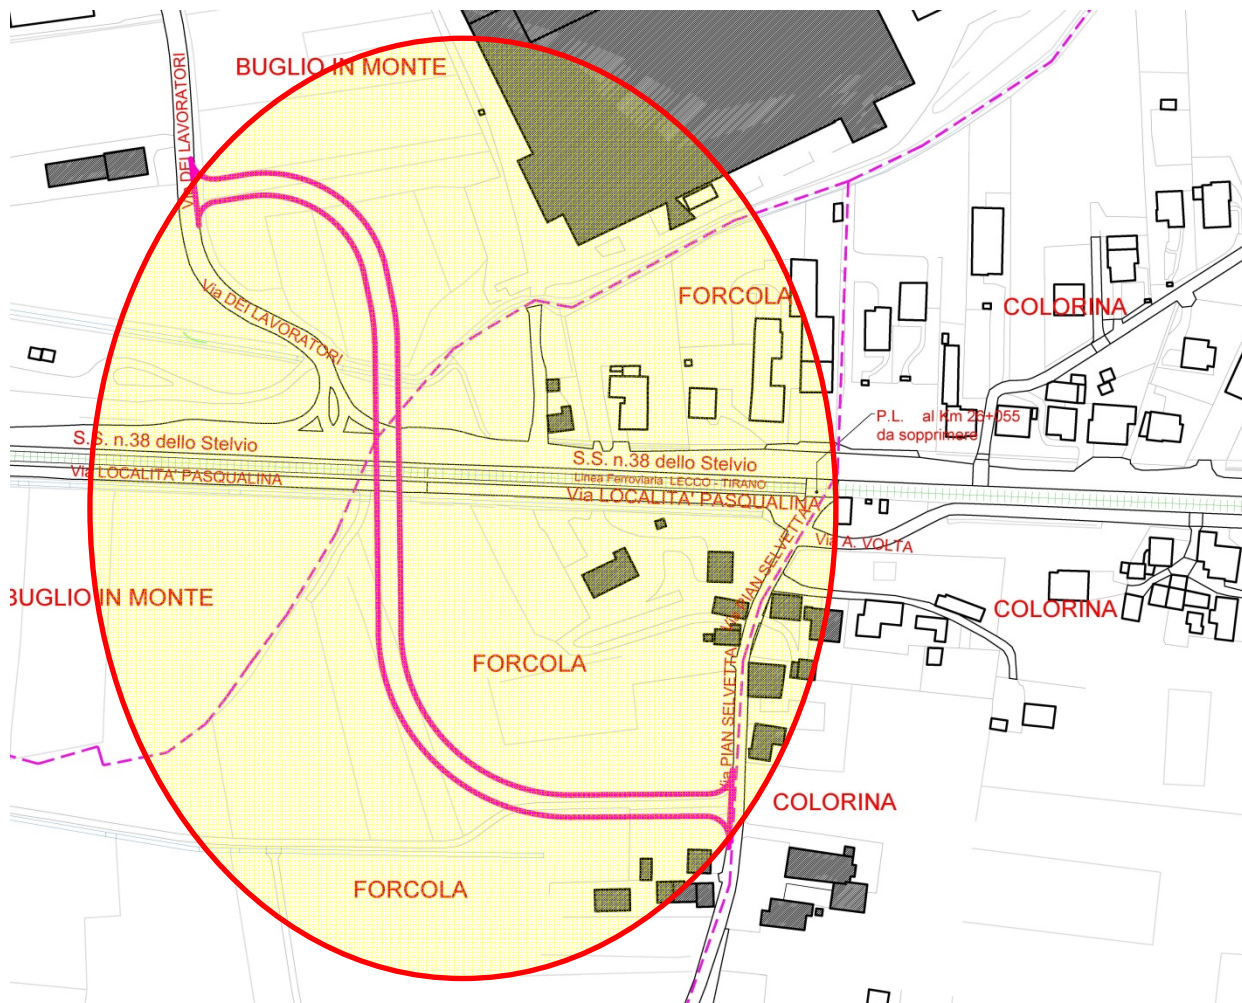 BUGLIO IN MONTE
Via DEI LAVORATORI
Via DEI LAVORATORI
FORCOLA
COLORINA
P.L. al Km 26+055
da sopprimere
S.S. n.38 dello Stelvio
S.S. n.38 dello Stelvio
Via LOCALITA' PASQUALINA
Linea Ferroviaria LECCO - TIRANO
Via LOCALITA' PASQUALINA
Via A. VOLTA
Via PIAN SELVETTA
BUGLIO IN MONTE
COLORINA
FORCOLA
Via PIAN SELVETTA
COLORINA
FORCOLA